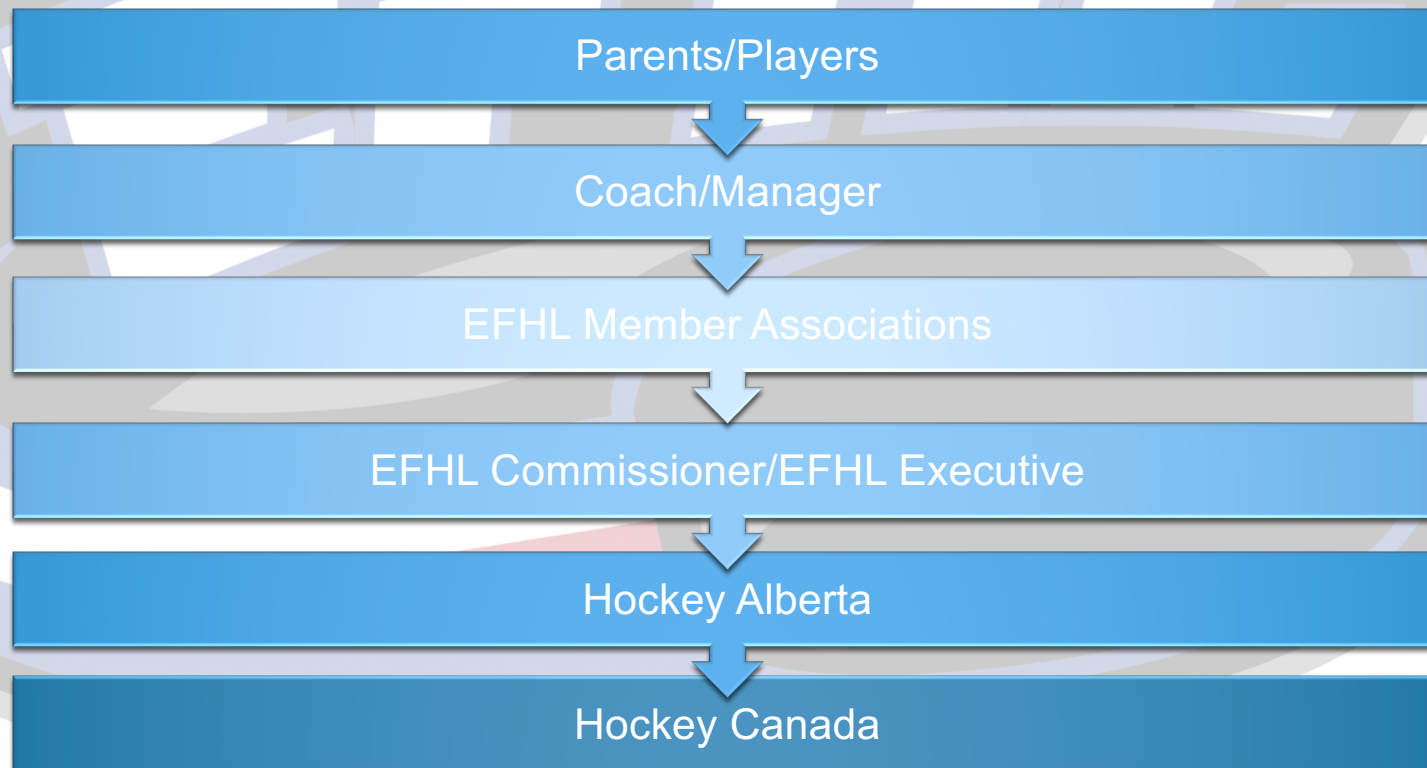 Parents/Players
Coach/Manager
EFHL Member Associations
EFHL Commissioner/EFHL Executive
Hockey Alberta
Hockey Canada